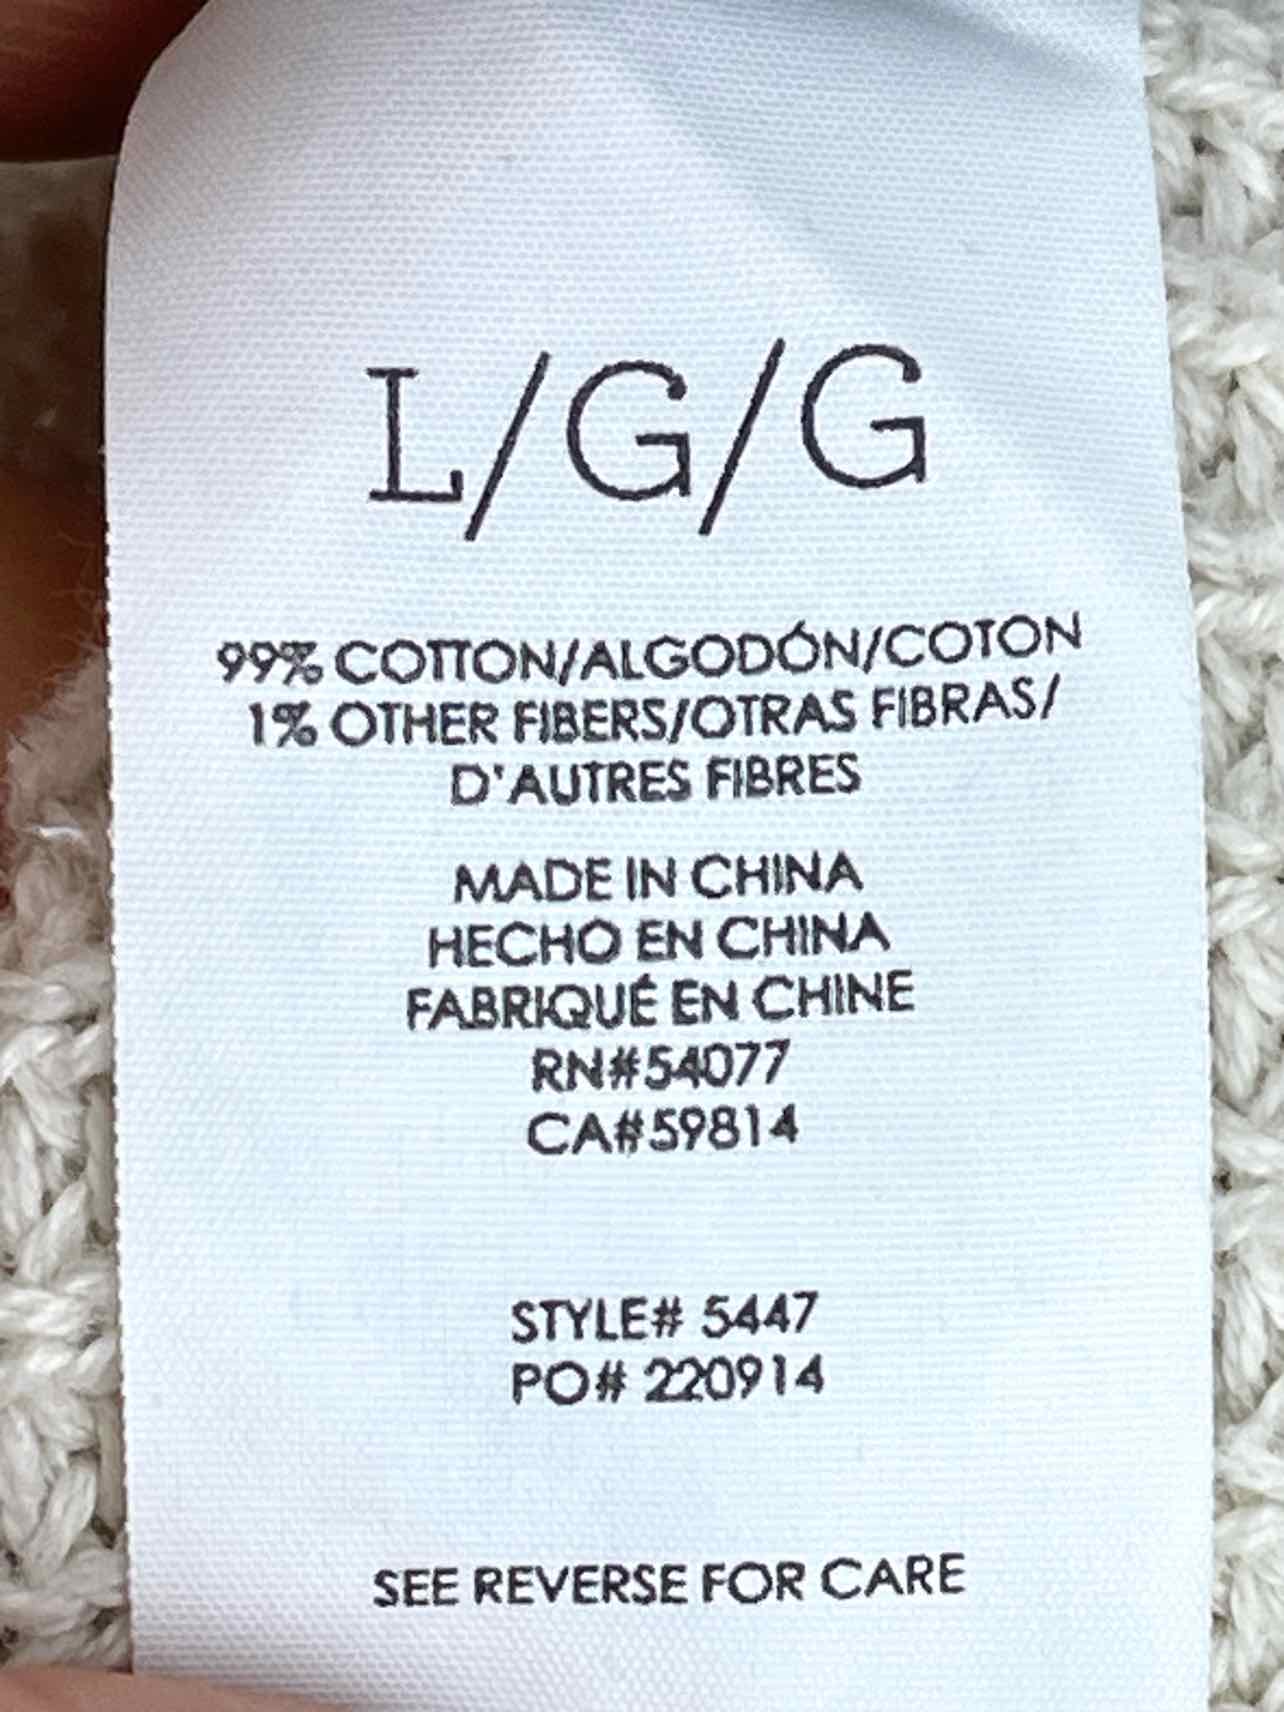 L/G/G
99% COTTON/ALGODÓN/COTON
1% OTHER FIBERS/OTRAS FIBRAS/
D'AUTRES FIBRES
MADE IN CHINA
HECHO EN CHINA
FABRIQUÉ EN CHINE
RN#54077
CA#59814
STYLE# 5447
PO# 220914
SEE REVERSE FOR CARE